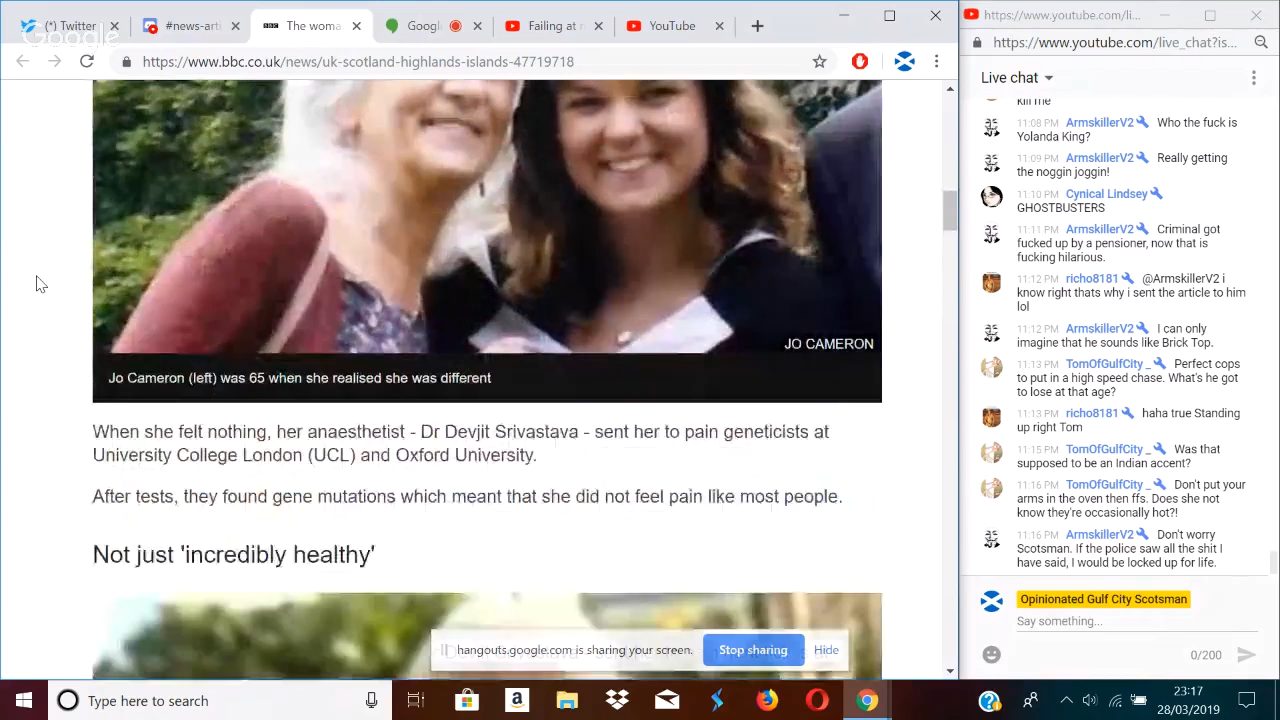 (*) Twitter
#news-arti
BBC
The woma
Googl
Failing at r
YouTube
Google
https://www.bbc.co.uk/news/uk-scotland-highlands-islands-47719718
JO CAMERON
Jo Cameron (left) was 65 when she realised she was different
When she felt nothing, her anaesthetist - Dr Devjit Srivastava - sent her to pain geneticists at
University College London (UCL) and Oxford University.
After tests, they found gene mutations which meant that she did not feel pain like most people.
Not just 'incredibly healthy'
hangouts.google.com is sharing your screen.
Stop sharing
Hide
https://www.youtube.com/li...
https://www.youtube.com/live_chat?is...
Live chat
kill me
11:08 PM ArmskillerV2 Who the fuck is
Yolanda King?
11:09 PM ArmskillerV2 Really getting
the noggin joggin!
11:10 PM Cynical Lindsey
GHOSTBUSTERS
11:11 PM ArmskillerV2 Criminal got
fucked up by a pensioner, now that is
fucking hilarious.
11:12 PM richo8181 @ArmskillerV2 i
know right thats why i sent the article to him
lol
11:12 PM ArmskillerV2 I can only
imagine that he sounds like Brick Top.
11:13 PM TomOfGulfCity _ Perfect cops
to put in a high speed chase. What's he got
to lose at that age?
11:13 PM richo8181 haha true Standing
up right Tom
11:15 PM TomOfGulfCity _ Was that
supposed to be an Indian accent?
11:16 PM TomOfGulfCity _ Don't put your
arms in the oven then ffs. Does she not
know they're occasionally hot?!
11:16 PM ArmskillerV2 Don't worry
Scotsman. If the police saw all the shit I
have said, I would be locked up for life.
Opinionated Gulf City Scotsman
Say something...
0/200
Type here to search
23:17
28/03/2019